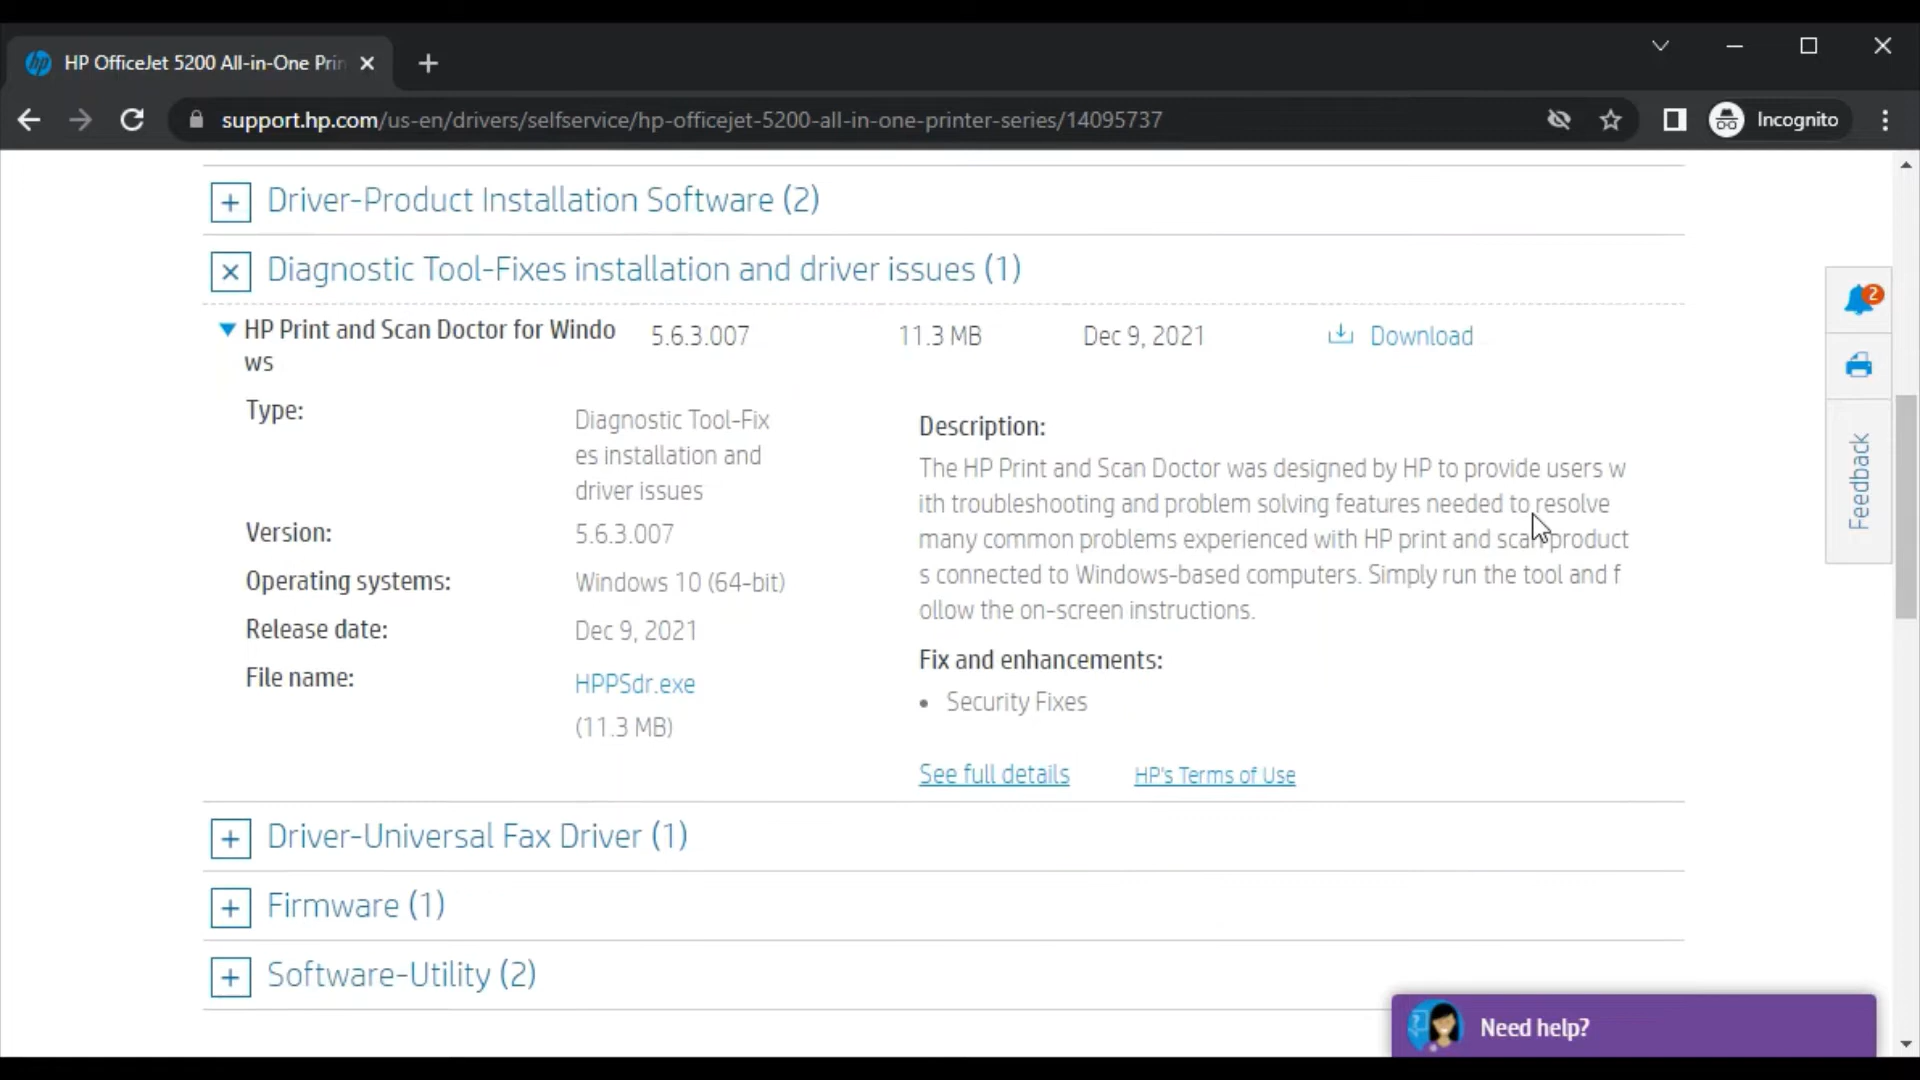 HP OfficeJet 5200 All-in-One Prin
support.hp.com/us-en/drivers/selfservice/hp-officejet-5200-all-in-one-printer-series/14095737
Incognito
Driver-Product Installation Software (2)
Diagnostic Tool-Fixes installation and driver issues (1)
HP Print and Scan Doctor for Windo
ws
5.6.3.007
11.3 MB
Dec 9, 2021
Download
2
Feedback
Type:
Diagnostic Tool-Fix
es installation and
driver issues
Version:
5.6.3.007
Operating systems:
Windows 10 (64-bit)
Release date:
Dec 9, 2021
File name:
HPPSdr.exe
(11.3 MB)
Description:
The HP Print and Scan Doctor was designed by HP to provide users w
ith troubleshooting and problem solving features needed to resolve
many common problems experienced with HP print and scan product
s connected to Windows-based computers. Simply run the tool and f
ollow the on-screen instructions.
Fix and enhancements:
• Security Fixes
See full details
HP's Terms of Use
Driver-Universal Fax Driver (1)
Firmware (1)
Software-Utility (2)
Need help?